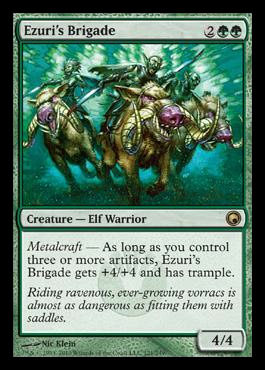 Ezuri's Brigade 2
Creature — Elf Warrior
Metalcraft — As long as you control
three or more artifacts, Ezuri's
Brigade gets +4/+4 and has trample.
Riding ravenous, ever-growing vorracs is
almost as dangerous as fitting them with
saddles.
Nic Klein
4/4